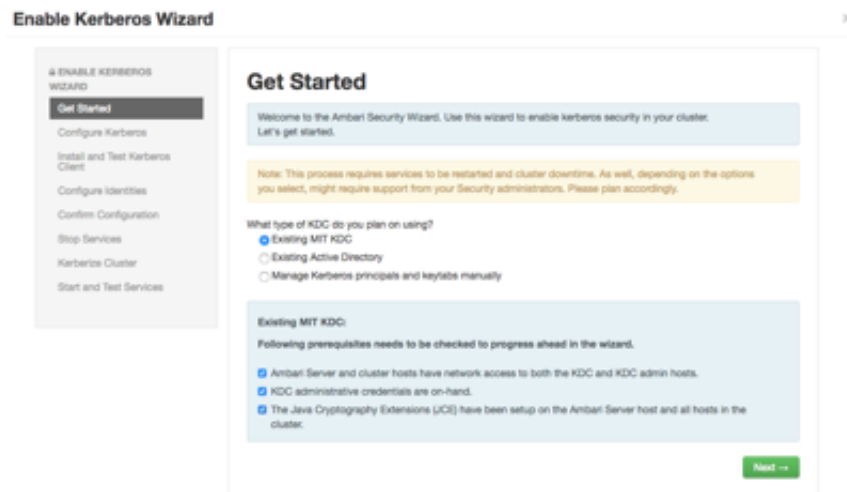 Enable Kerberos Wizard
ENABLE KERBEROS
WIZARD
Get Started
Configure Kerberos
Install and Test Kerberos
Client
Configure Identities
Confirm Configuration
Stop Services
Kerberize Cluster
Start and Test Services
Get Started
Welcome to the Ambari Security Wizard. Use this wizard to enable kerberos security in your cluster.
Let's get started.
Note: This process requires services to be restarted and cluster downtime. As well, depending on the options
you select, might require support from your Security administrators. Please plan accordingly.
What type of KDC do you plan on using?
Existing MIT KDC
Existing Active Directory
Manage Kerberos principals and keytabs manually
Existing MIT KDC:
Following prerequisites needs to be checked to progress ahead in the wizard.
Ambari Server and cluster hosts have network access to both the KDC and KDC admin hosts.
KDC administrative credentials are on-hand.
The Java Cryptography Extensions (JCE) have been setup on the Ambari Server host and all hosts in the
cluster.
Next →